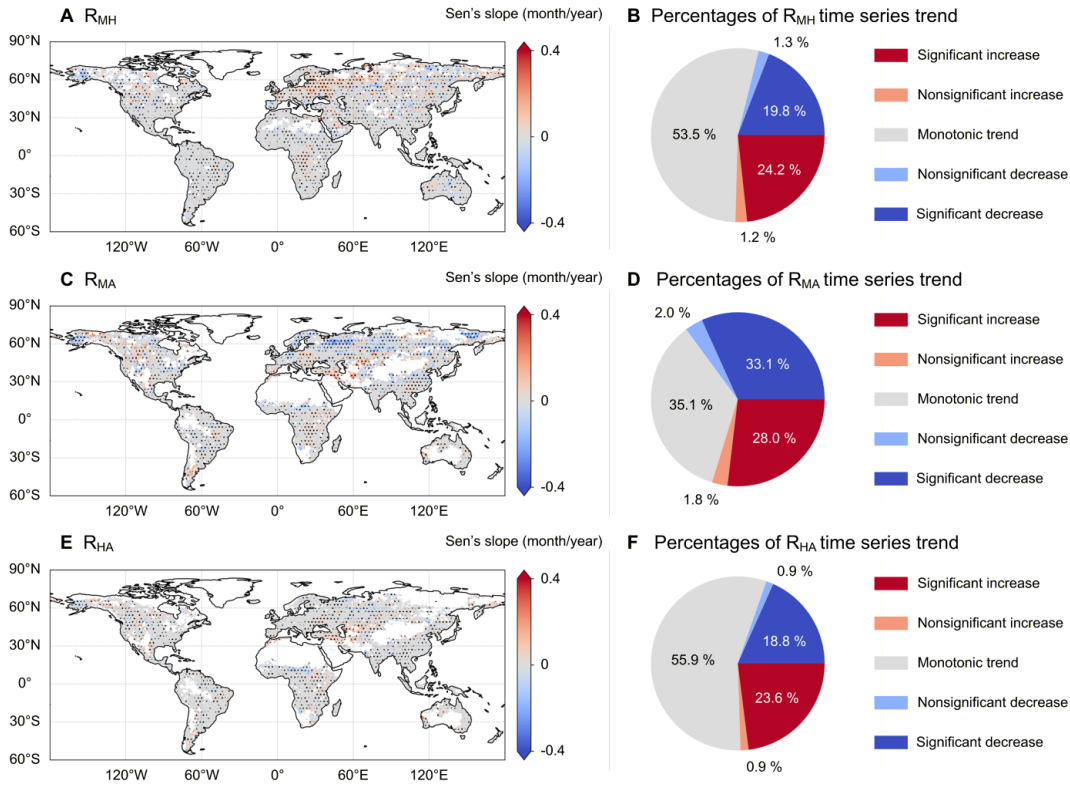 A R_MH Sen's slope (month/year)
90°N
60°N
30°N
0°
30°S
60°S
120°W 60°W 0° 60°E 120°E
0.4
0
-0.4
B Percentages of R_MH time series trend
1.3 %
19.8 %
53.5 %
24.2 %
1.2 %
Significant increase
Nonsignificant increase
Monotonic trend
Nonsignificant decrease
Significant decrease
C R_MA Sen's slope (month/year)
90°N
60°N
30°N
0°
30°S
60°S
120°W 60°W 0° 60°E 120°E
0.4
0
-0.4
D Percentages of R_MA time series trend
2.0 %
33.1 %
35.1 %
28.0 %
1.8 %
Significant increase
Nonsignificant increase
Monotonic trend
Nonsignificant decrease
Significant decrease
E R_HA Sen's slope (month/year)
90°N
60°N
30°N
0°
30°S
60°S
120°W 60°W 0° 60°E 120°E
0.4
0
-0.4
F Percentages of R_HA time series trend
0.9 %
18.8 %
55.9 %
23.6 %
0.9 %
Significant increase
Nonsignificant increase
Monotonic trend
Nonsignificant decrease
Significant decrease